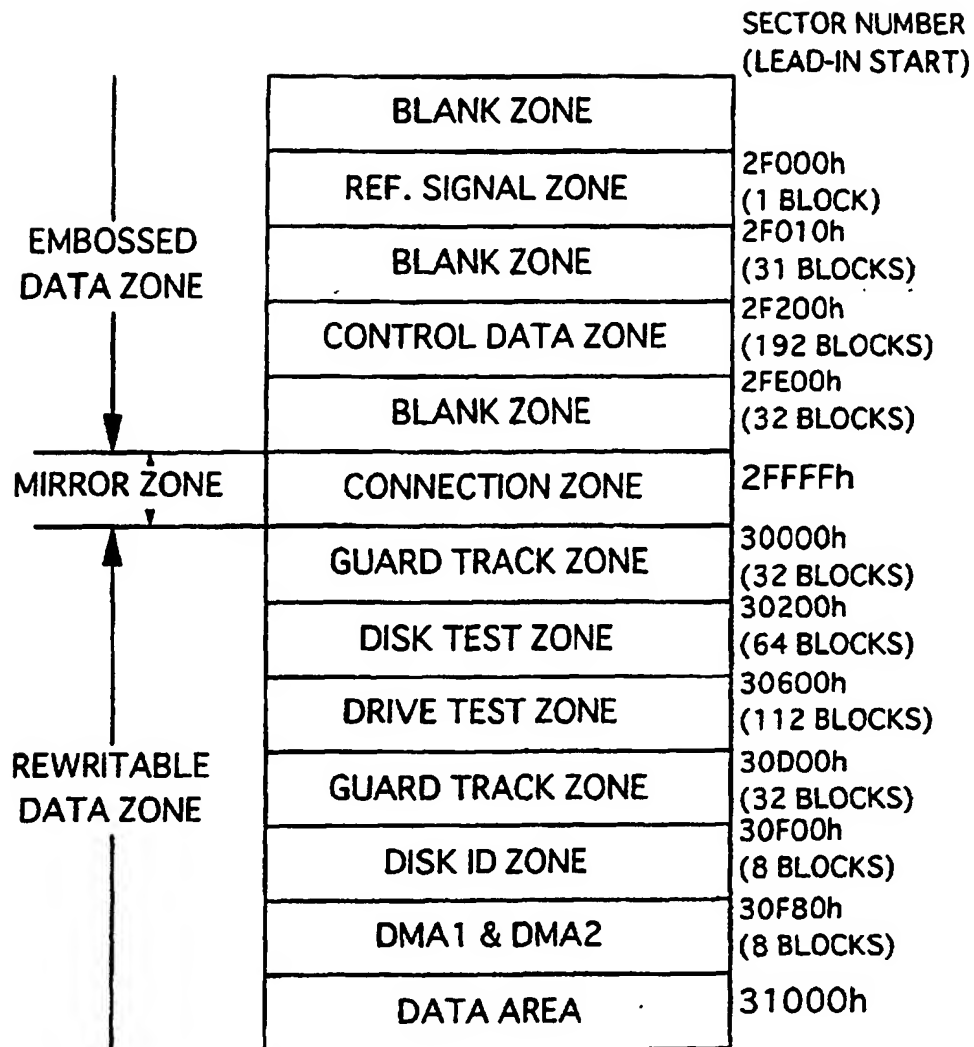 SECTOR NUMBER
(LEAD-IN START)
BLANK ZONE
REF. SIGNAL ZONE
2F000h
(1 BLOCK)
EMBOSSED
DATA ZONE
BLANK ZONE
2F010h
(31 BLOCKS)
CONTROL DATA ZONE
2F200h
(192 BLOCKS)
BLANK ZONE
2FE00h
(32 BLOCKS)
MIRROR ZONE
CONNECTION ZONE
2FFFFh
GUARD TRACK ZONE
30000h
(32 BLOCKS)
DISK TEST ZONE
30200h
(64 BLOCKS)
DRIVE TEST ZONE
30600h
(112 BLOCKS)
REWRITABLE
DATA ZONE
GUARD TRACK ZONE
30D00h
(32 BLOCKS)
DISK ID ZONE
30F00h
(8 BLOCKS)
DMA1 & DMA2
30F80h
(8 BLOCKS)
DATA AREA
31000h